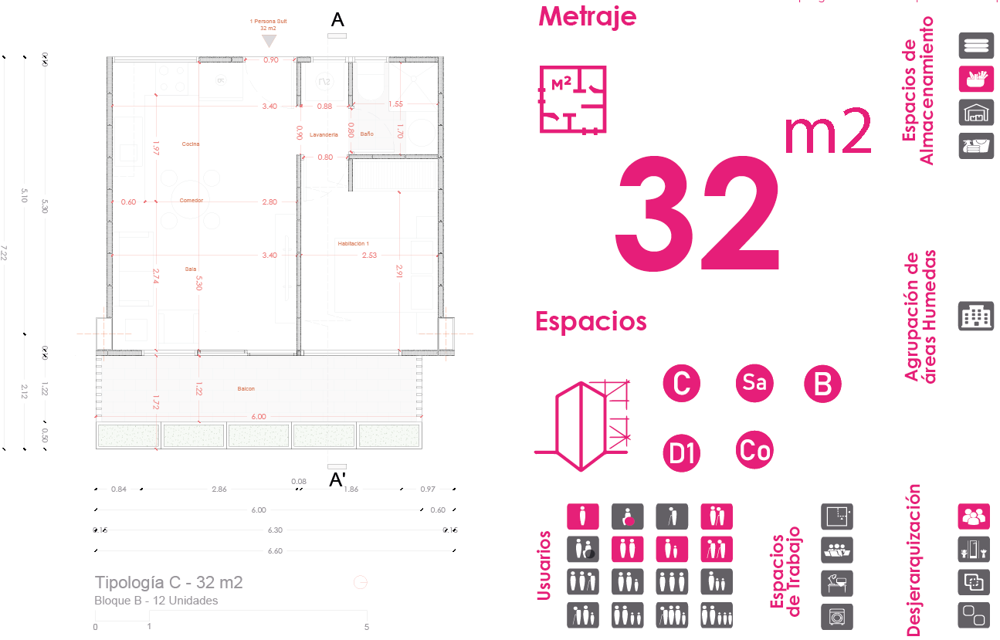 1 Persona Suit
32 m2
A
0.90
3.40
0.88
1.55
0.90
0.80
1.70
Lavandería
Baño
1.97
Cocina
0.80
0.60
Comedor
2.80
Habitación 1
3.40
2.53
Sala
2.74
5.30
2.91
5.10
5.30
7.22
Balcon
1.22
1.72
6.00
2.12
1.22
0.50
A'
0.84
2.86
0.08
1.86
0.97
6.00
0.60
0.15
6.30
0.15
6.60
Tipología C - 32 m2
Bloque B - 12 Unidades
0
1
5
Metraje
M²
32
m2
Espacios
C
Sa
B
D1
Co
Usuarios
Espacios
de Trabajo
Espacios de
Almacenamiento
Agrupación de
áreas Humedas
Desjerarquización